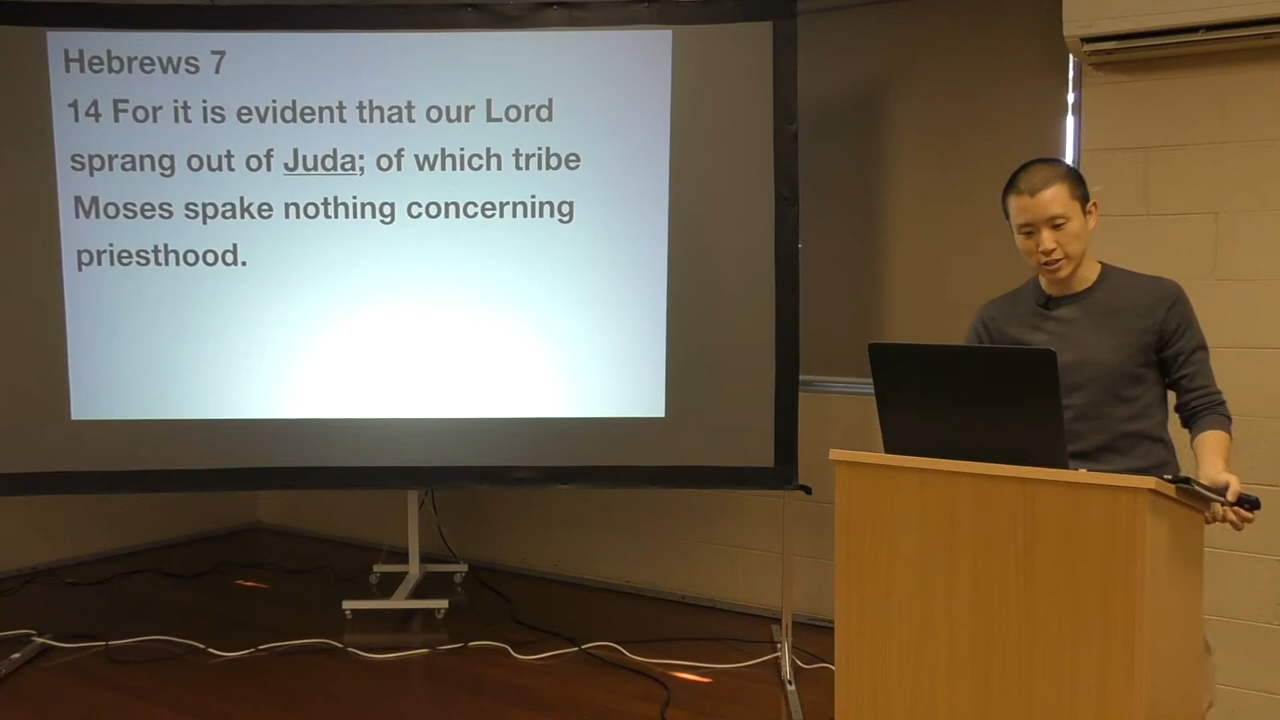 Hebrews 7
14 For it is evident that our Lord
sprang out of Juda; of which tribe
Moses spake nothing concerning
priesthood.